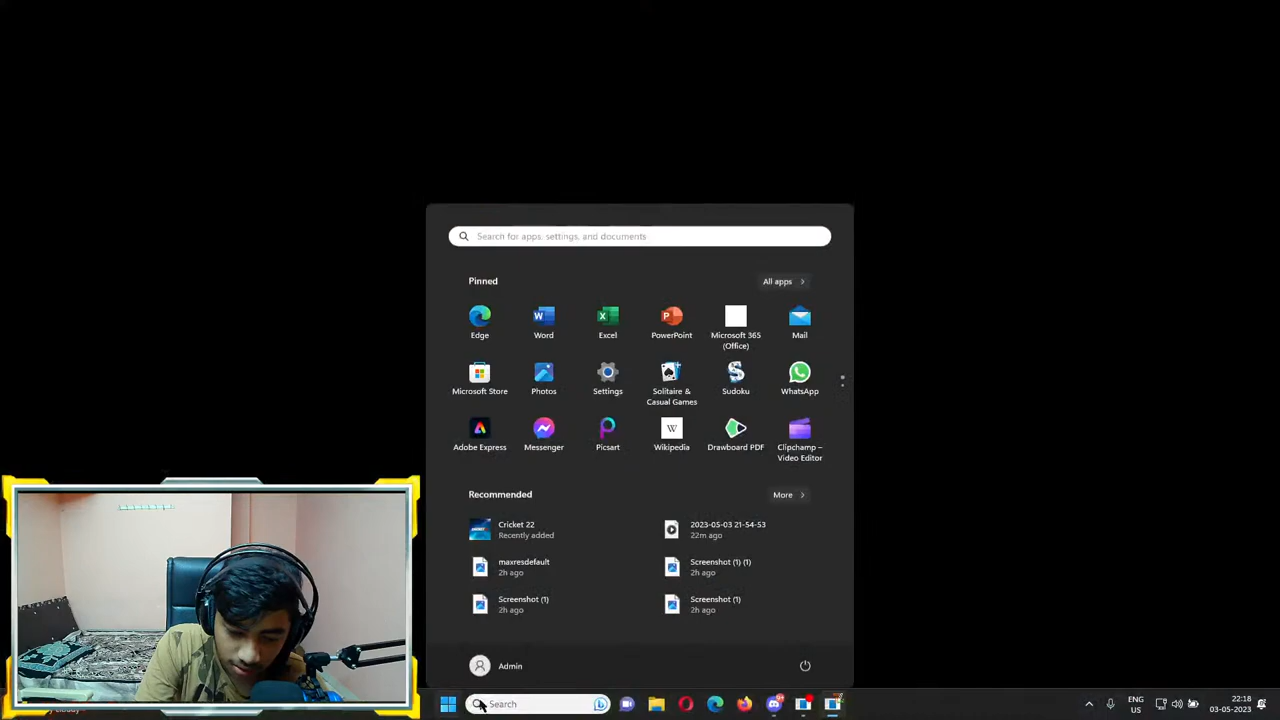 Search for apps, settings, and documents
Pinned
All apps
Edge
Word
Excel
PowerPoint
Microsoft 365
(Office)
Mail
Microsoft Store
Photos
Settings
Solitaire &
Casual Games
Sudoku
WhatsApp
Adobe Express
Messenger
Picsart
Wikipedia
Drawboard PDF
Clipchamp –
Video Editor
Recommended
More
Cricket 22
Recently added
2023-05-03 21-54-53
22m ago
maxresdefault
2h ago
Screenshot (1) (1)
2h ago
Screenshot (1)
2h ago
Screenshot (1)
2h ago
Admin
Search
ENG
US
22:18
03-05-2023